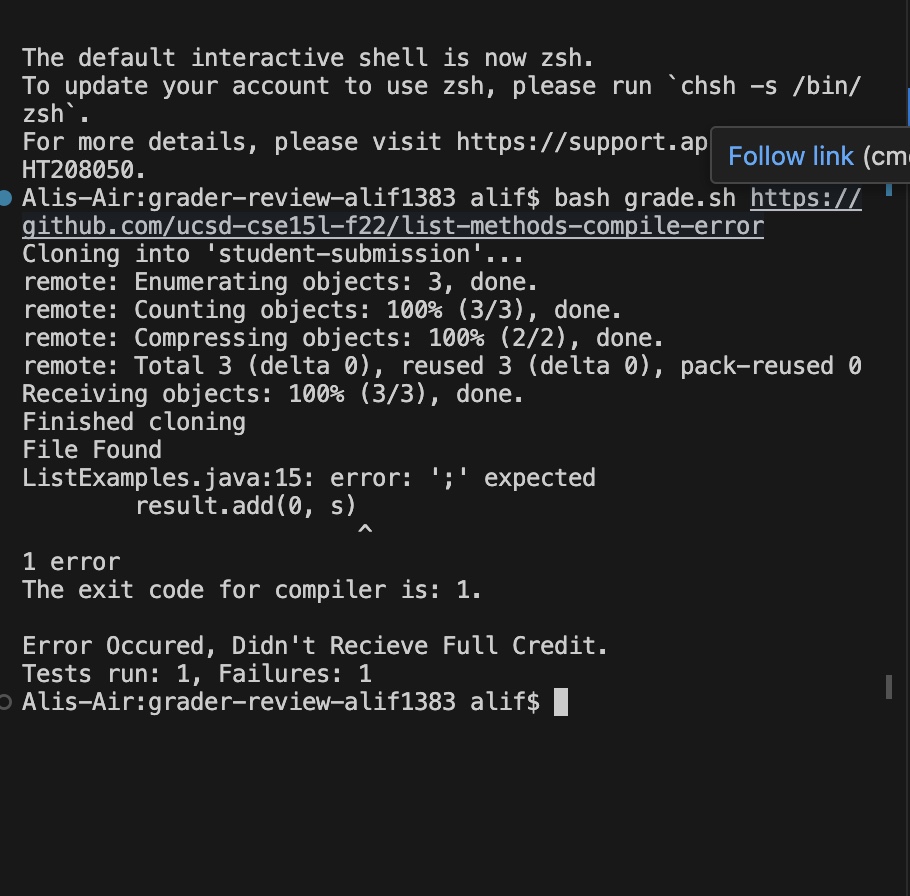 The default interactive shell is now zsh.
To update your account to use zsh, please run `chsh -s /bin/
zsh`.
For more details, please visit https://support.ap
HT208050.
Follow link (cm
Alis-Air:grader-review-alif1383 alif$ bash grade.sh https://
github.com/ucsd-cse15l-f22/list-methods-compile-error
Cloning into 'student-submission'...
remote: Enumerating objects: 3, done.
remote: Counting objects: 100% (3/3), done.
remote: Compressing objects: 100% (2/2), done.
remote: Total 3 (delta 0), reused 3 (delta 0), pack-reused 0
Receiving objects: 100% (3/3), done.
Finished cloning
File Found
ListExamples.java:15: error: ';' expected
        result.add(0, s)
                        ^
1 error
The exit code for compiler is: 1.

Error Occured, Didn't Recieve Full Credit.
Tests run: 1, Failures: 1
Alis-Air:grader-review-alif1383 alif$